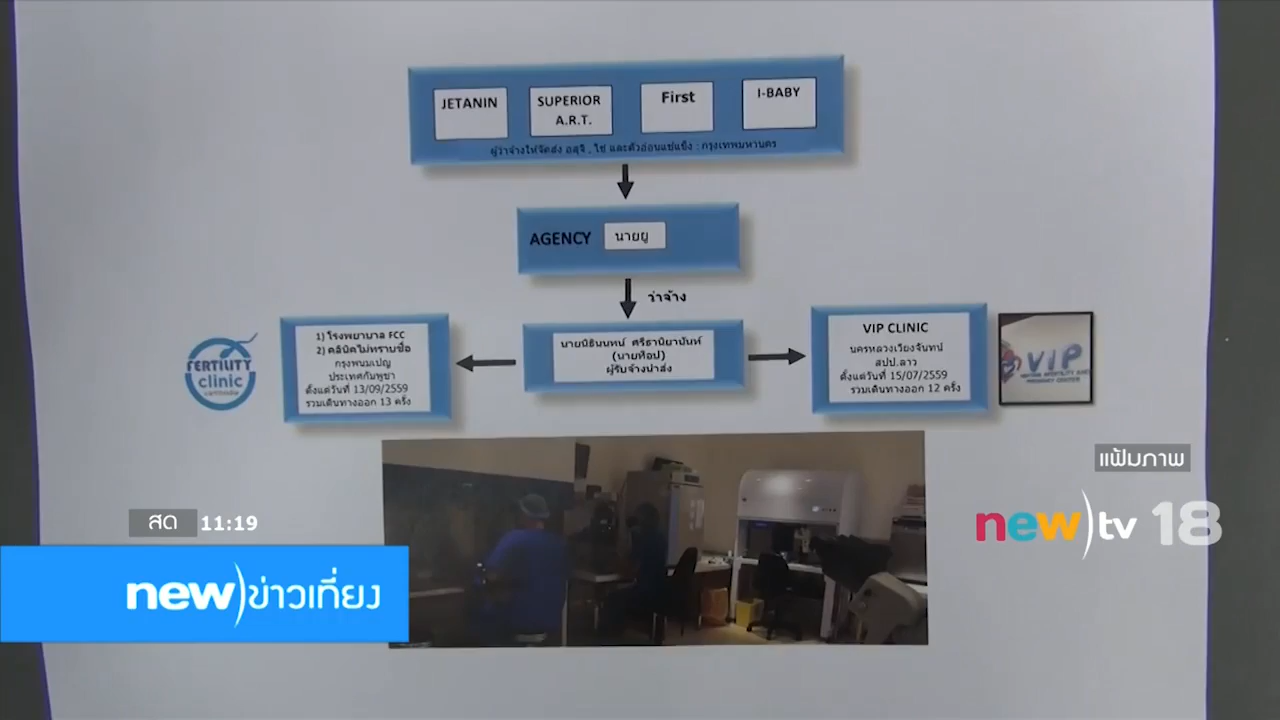 JETANIN
SUPERIOR
A.R.T.
First
I-BABY
ผู้ว่าจ้างให้จัดส่ง อสุจิ , ไข่ และตัวอ่อนแช่แข็ง : กรุงเทพมหานคร
AGENCY นายยู
ว่าจ้าง
FERTILITY
clinic
cambodia
1) โรงพยาบาล FCC
2) คลินิคไม่ทราบชื่อ
กรุงพนมเปญ
ประเทศกัมพูชา
ตั้งแต่วันที่ 13/09/2559
รวมเดินทางออก 13 ครั้ง
นายนิธินนทน์ ศรีธานิยานันท์
(นายท๊อป)
ผู้รับจ้างนำส่ง
VIP CLINIC
นครหลวงเวียงจันทน์
สปป.ลาว
ตั้งแต่วันที่ 15/07/2559
รวมเดินทางออก 12 ครั้ง
VIP
แฟ้มภาพ
new)tv 18
สด 11:19
new)ข่าวเที่ยง